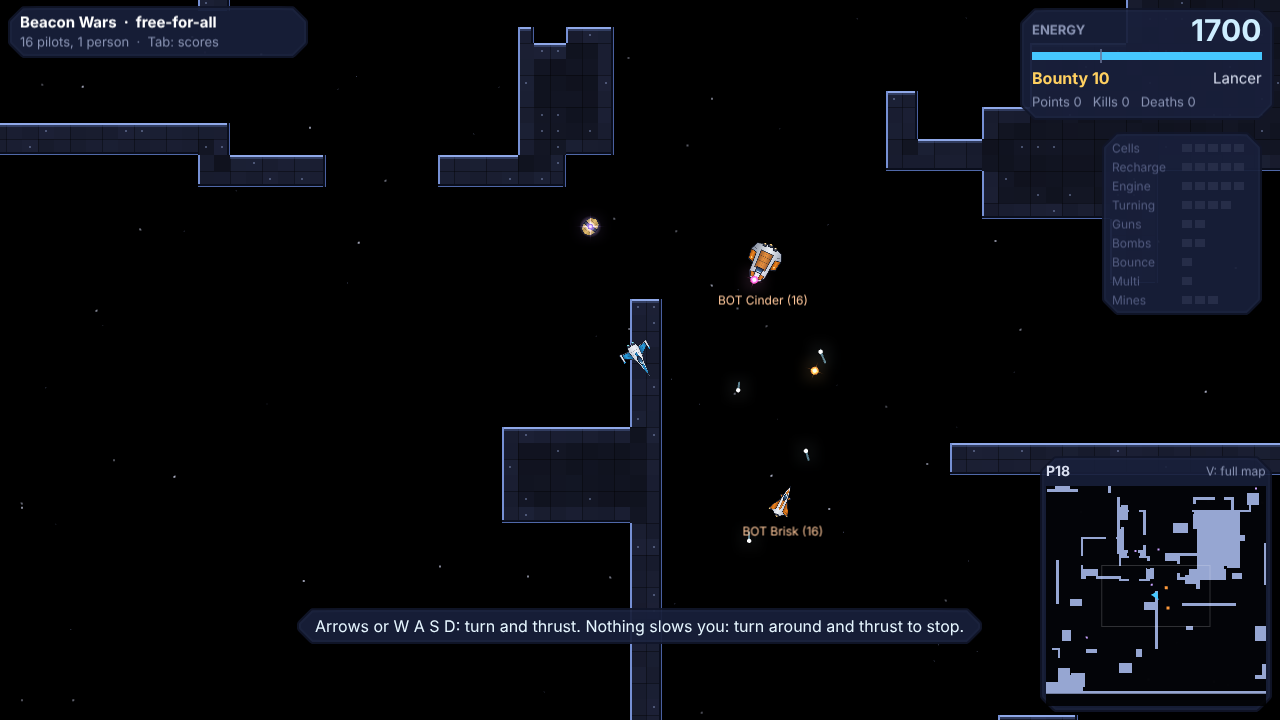 Beacon Wars · free-for-all
16 pilots, 1 person · Tab: scores
ENERGY 1700
Bounty 10 Lancer
Points 0 Kills 0 Deaths 0
Cells
Recharge
Engine
Turning
Guns
Bombs
Bounce
Multi
Mines
BOT Cinder (16)
BOT Brisk (16)
P18 V: full map
Arrows or W A S D: turn and thrust. Nothing slows you: turn around and thrust to stop.